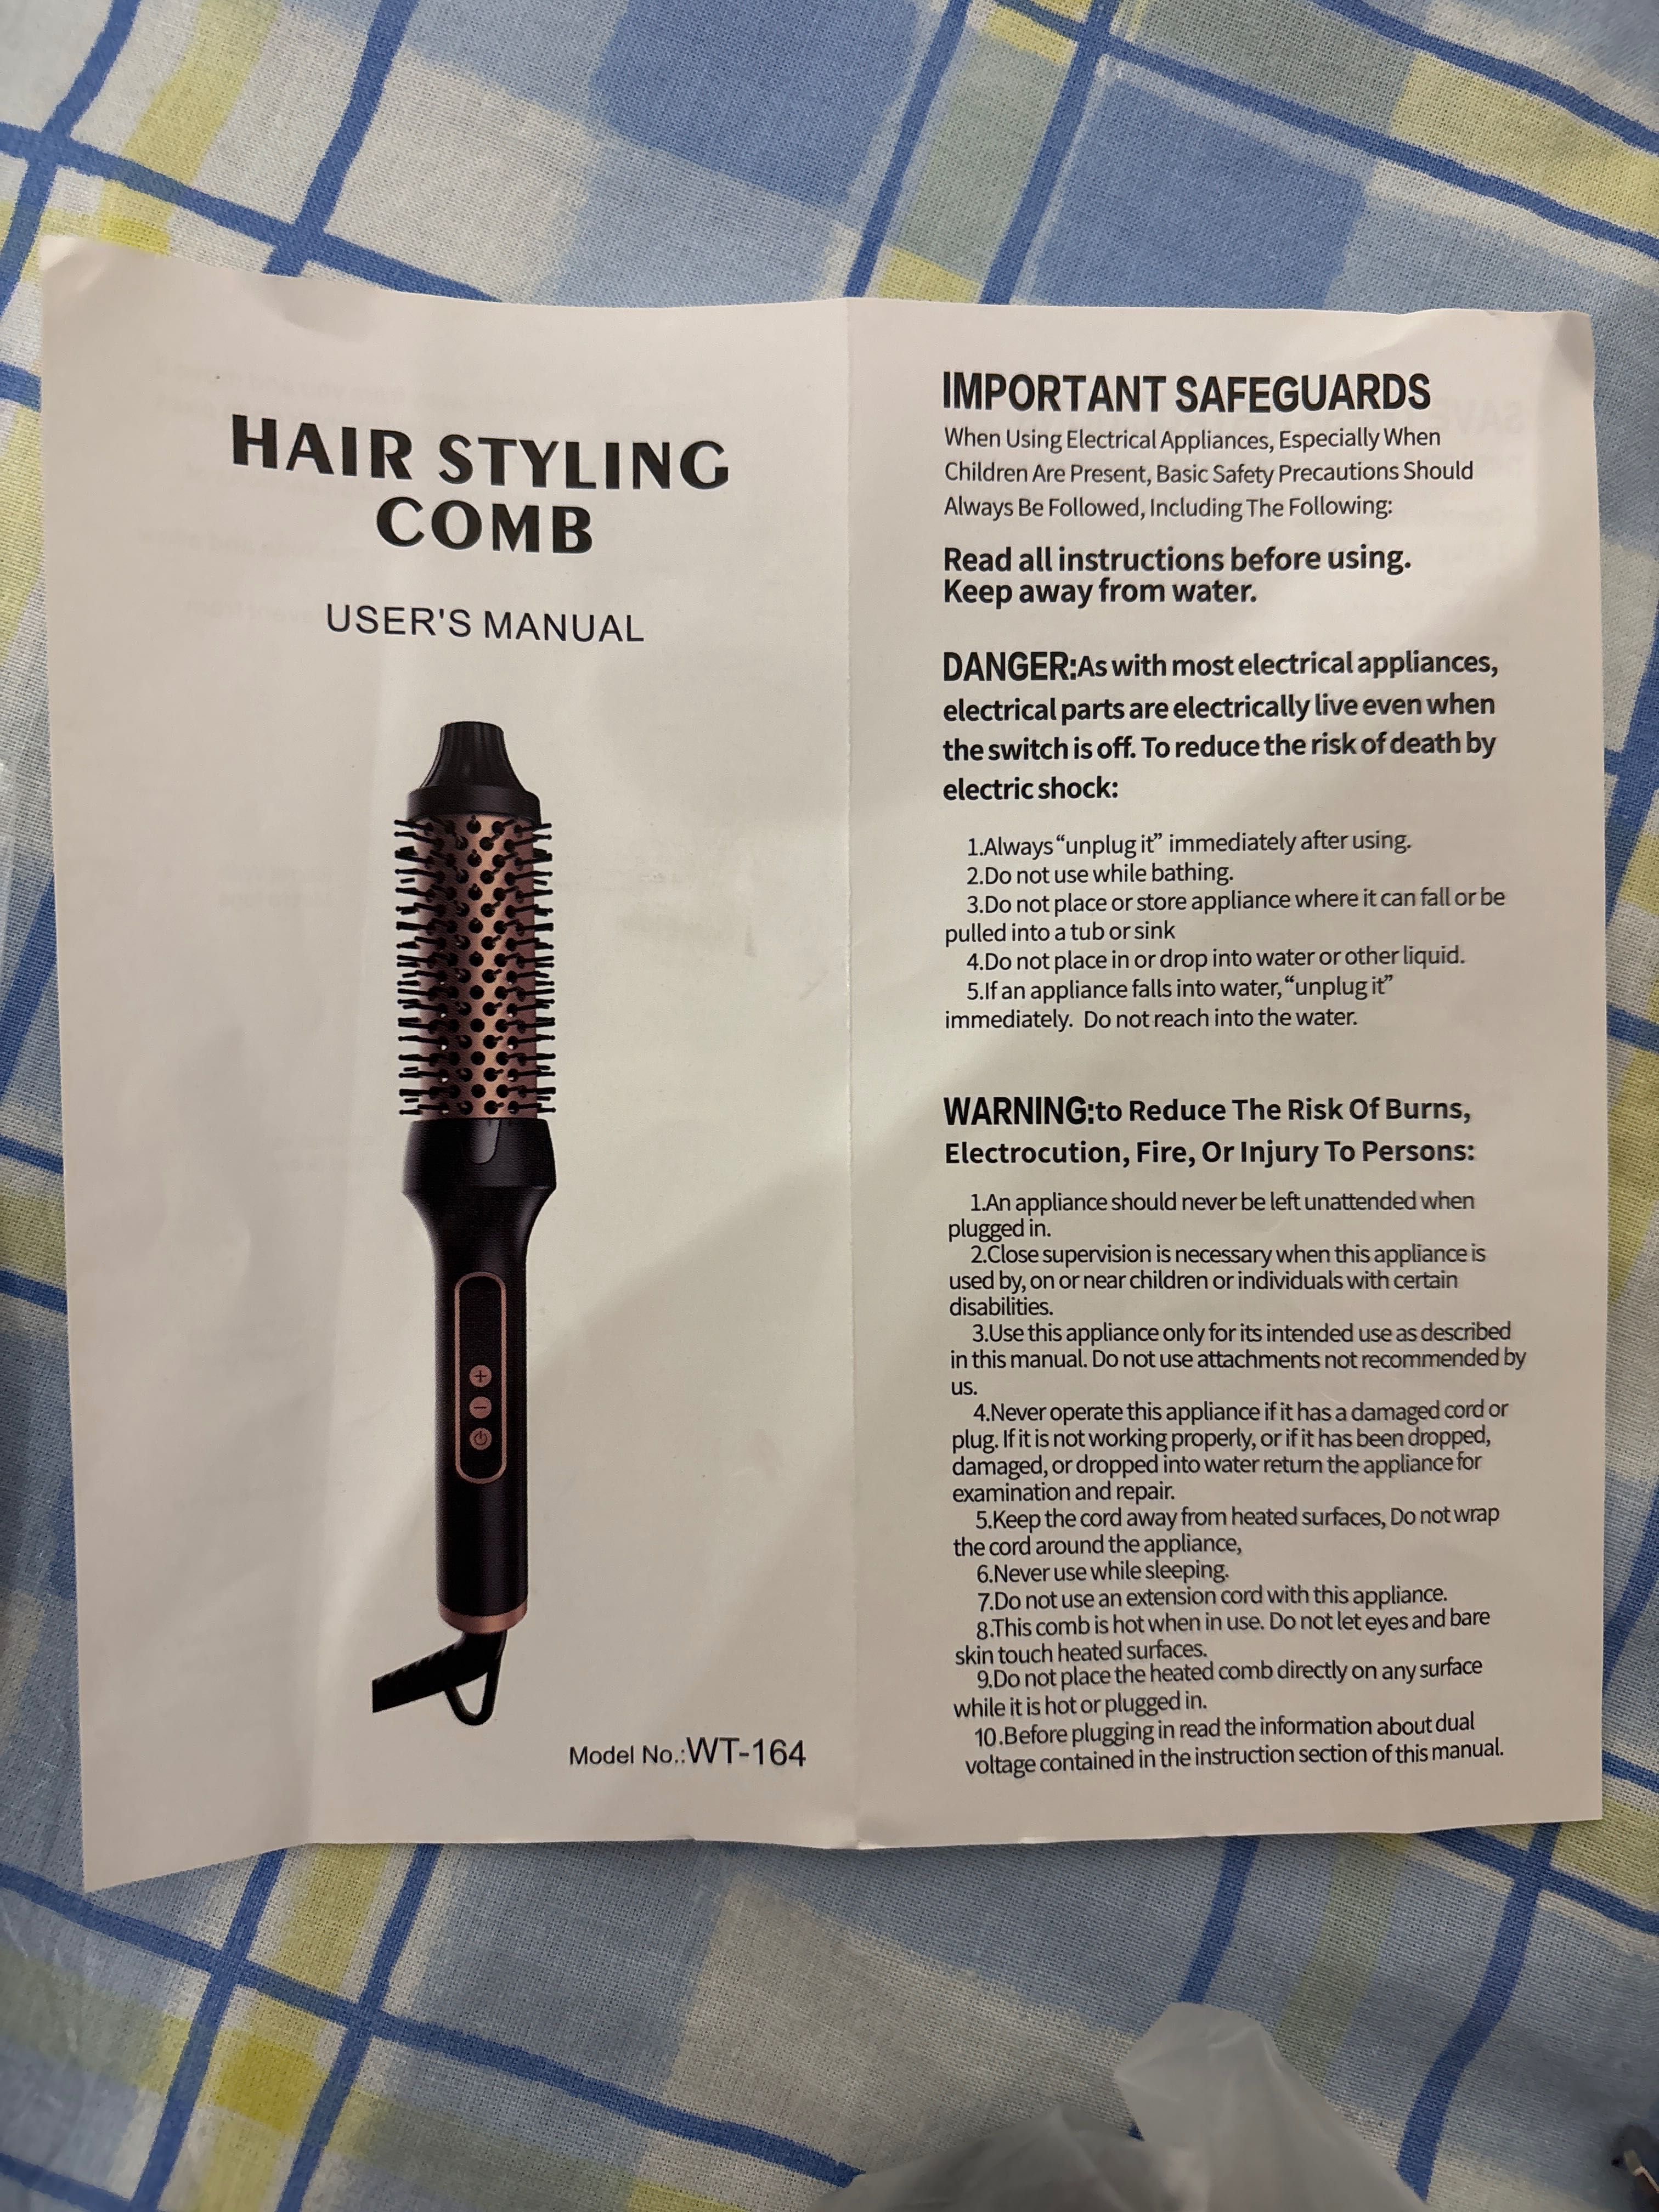 HAIR STYLING
COMB
USER'S MANUAL
Model No.:WT-164
IMPORTANT SAFEGUARDS
When Using Electrical Appliances, Especially When
Children Are Present, Basic Safety Precautions Should
Always Be Followed, Including The Following:
Read all instructions before using.
Keep away from water.
DANGER:As with most electrical appliances,
electrical parts are electrically live even when
the switch is off. To reduce the risk of death by
electric shock:
1.Always “unplug it” immediately after using.
2.Do not use while bathing.
3.Do not place or store appliance where it can fall or be
pulled into a tub or sink
4.Do not place in or drop into water or other liquid.
5.If an appliance falls into water, “unplug it”
immediately. Do not reach into the water.
WARNING:to Reduce The Risk Of Burns,
Electrocution, Fire, Or Injury To Persons:
1.An appliance should never be left unattended when
plugged in.
2.Close supervision is necessary when this appliance is
used by, on or near children or individuals with certain
disabilities.
3.Use this appliance only for its intended use as described
in this manual. Do not use attachments not recommended by
us.
4.Never operate this appliance if it has a damaged cord or
plug. If it is not working properly, or if it has been dropped,
damaged, or dropped into water return the appliance for
examination and repair.
5.Keep the cord away from heated surfaces, Do not wrap
the cord around the appliance,
6.Never use while sleeping.
7.Do not use an extension cord with this appliance.
8.This comb is hot when in use. Do not let eyes and bare
skin touch heated surfaces.
9.Do not place the heated comb directly on any surface
while it is hot or plugged in.
10.Before plugging in read the information about dual
voltage contained in the instruction section of this manual.